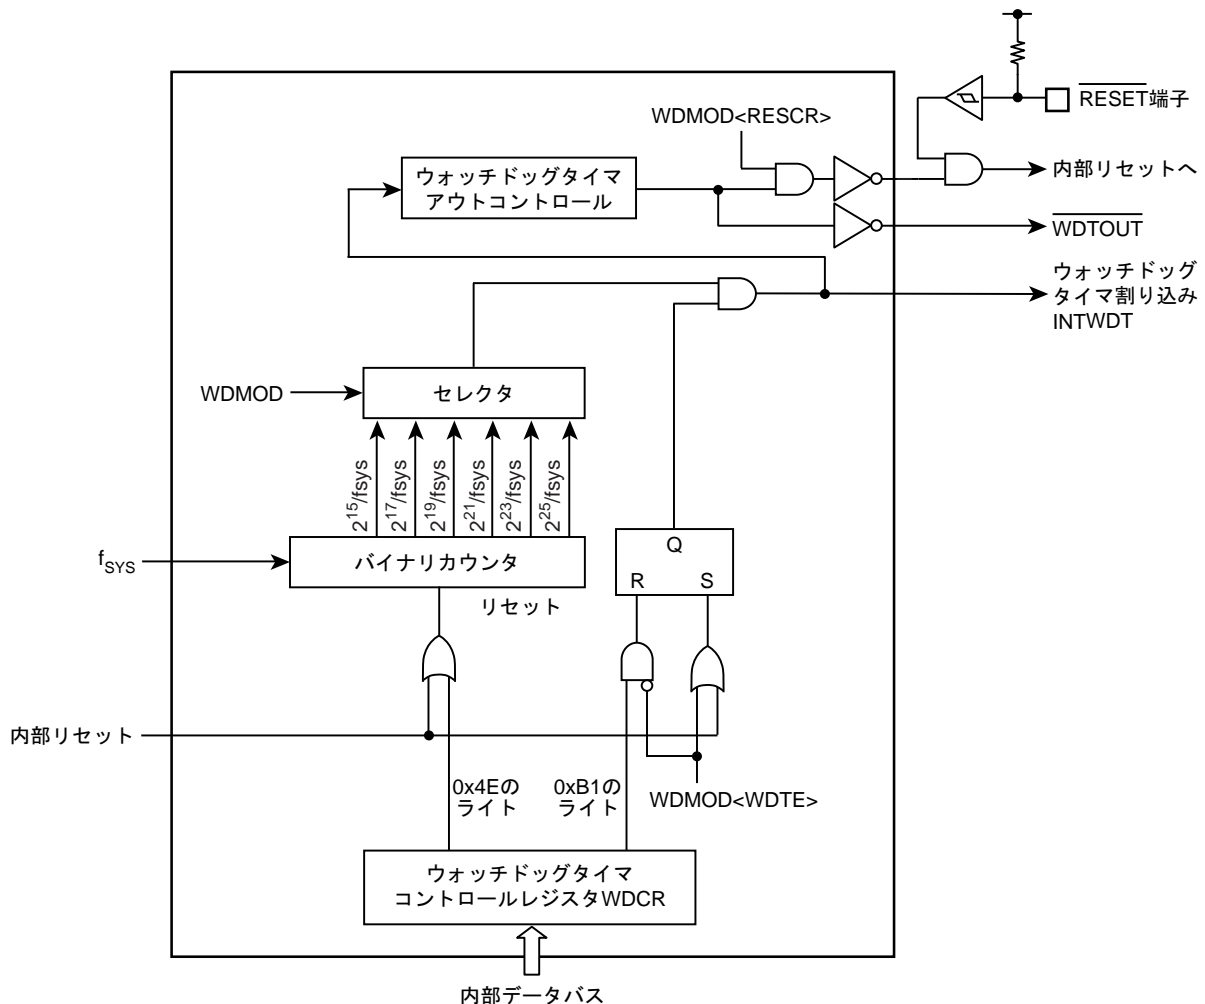 RESET端子
WDMOD<RESCR>
ウォッチドッグタイマ
アウトコントロール
内部リセットへ
WDTOUT
ウォッチドッグ
タイマ割り込み
INTWDT
WDMOD
セレクタ
2^15/fsys
2^17/fsys
2^19/fsys
2^21/fsys
2^23/fsys
2^25/fsys
fSYS
バイナリカウンタ
リセット
Q
R
S
内部リセット
0x4Eの
ライト
0xB1の
ライト
WDMOD<WDTE>
ウォッチドッグタイマ
コントロールレジスタWDCR
内部データバス